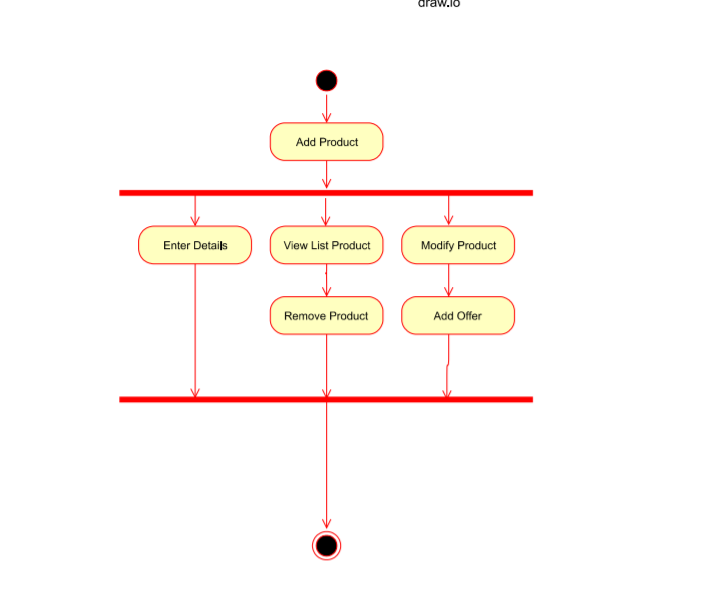 draw.io
Add Product
Enter Details
View List Product
Modify Product
Remove Product
Add Offer